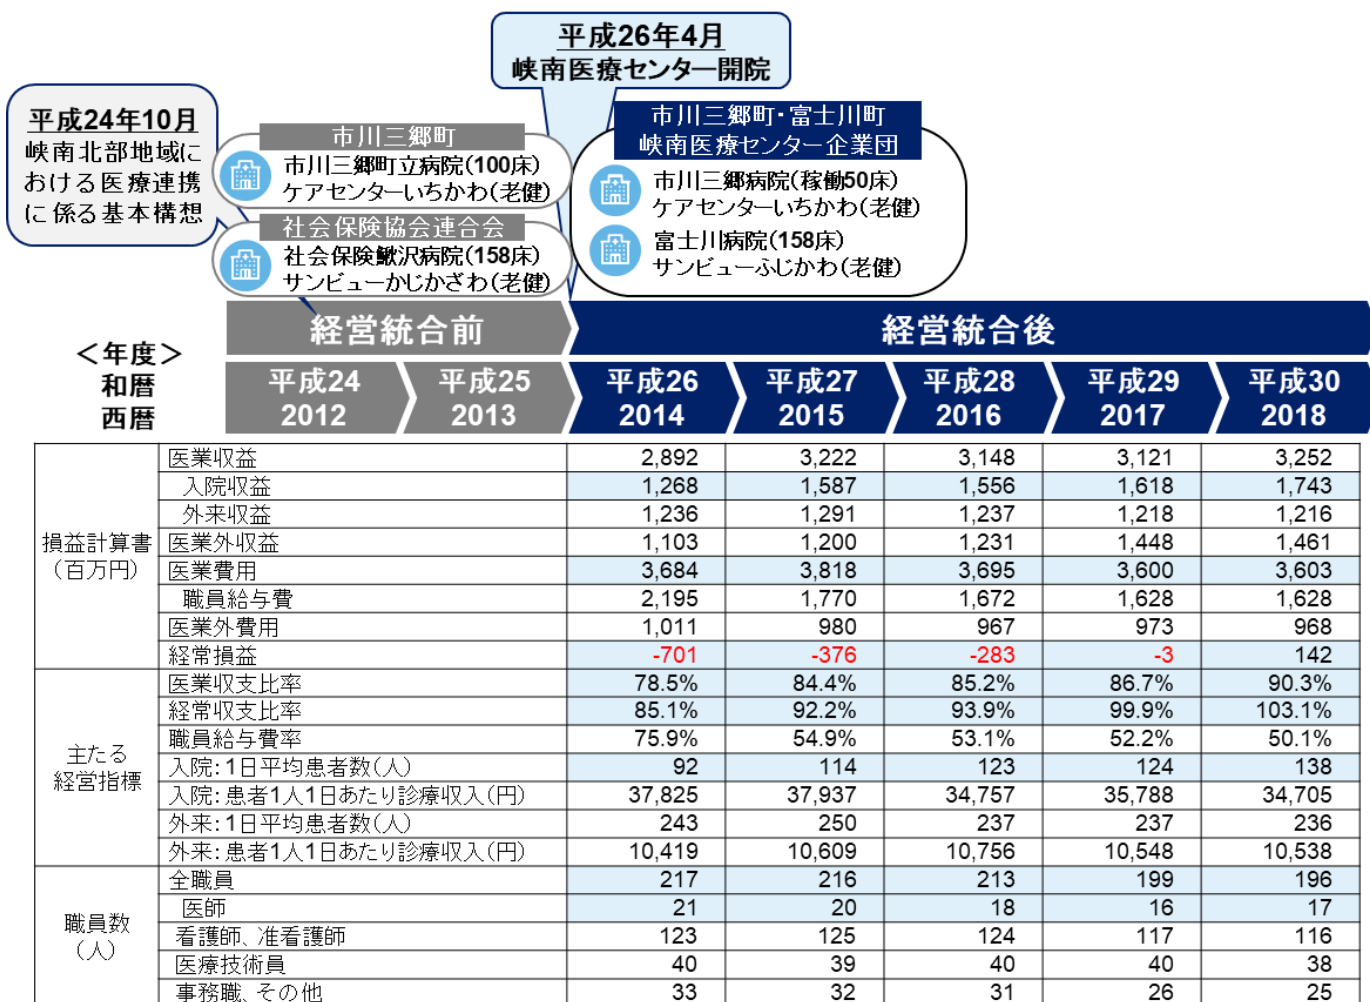 平成26年4月
峡南医療センター開院
平成24年10月
峡南北部地域に
おける医療連携
に係る基本構想
市川三郷町
市川三郷町立病院(100床)
ケアセンターいちかわ(老健)
社会保険協会連合会
社会保険鰍沢病院(158床)
サンビューかじかざわ(老健)
市川三郷町・富士川町
峡南医療センター企業団
市川三郷病院(稼働50床)
ケアセンターいちかわ(老健)
富士川病院(158床)
サンビューふじかわ(老健)
経営統合前
経営統合後
＜年度＞
和暦
西暦
平成24
2012
平成25
2013
平成26
2014
平成27
2015
平成28
2016
平成29
2017
平成30
2018
損益計算書
(百万円)
医業収益 2,892 3,222 3,148 3,121 3,252
入院収益 1,268 1,587 1,556 1,618 1,743
外来収益 1,236 1,291 1,237 1,218 1,216
医業外収益 1,103 1,200 1,231 1,448 1,461
医業費用 3,684 3,818 3,695 3,600 3,603
職員給与費 2,195 1,770 1,672 1,628 1,628
医業外費用 1,011 980 967 973 968
経常損益 -701 -376 -283 -3 142
主たる
経営指標
医業収支比率 78.5% 84.4% 85.2% 86.7% 90.3%
経常収支比率 85.1% 92.2% 93.9% 99.9% 103.1%
職員給与費率 75.9% 54.9% 53.1% 52.2% 50.1%
入院：1日平均患者数(人) 92 114 123 124 138
入院：患者1人1日あたり診療収入(円) 37,825 37,937 34,757 35,788 34,705
外来：1日平均患者数(人) 243 250 237 237 236
外来：患者1人1日あたり診療収入(円) 10,419 10,609 10,756 10,548 10,538
職員数
(人)
全職員 217 216 213 199 196
医師 21 20 18 16 17
看護師、准看護師 123 125 124 117 116
医療技術員 40 39 40 40 38
事務職、その他 33 32 31 26 25